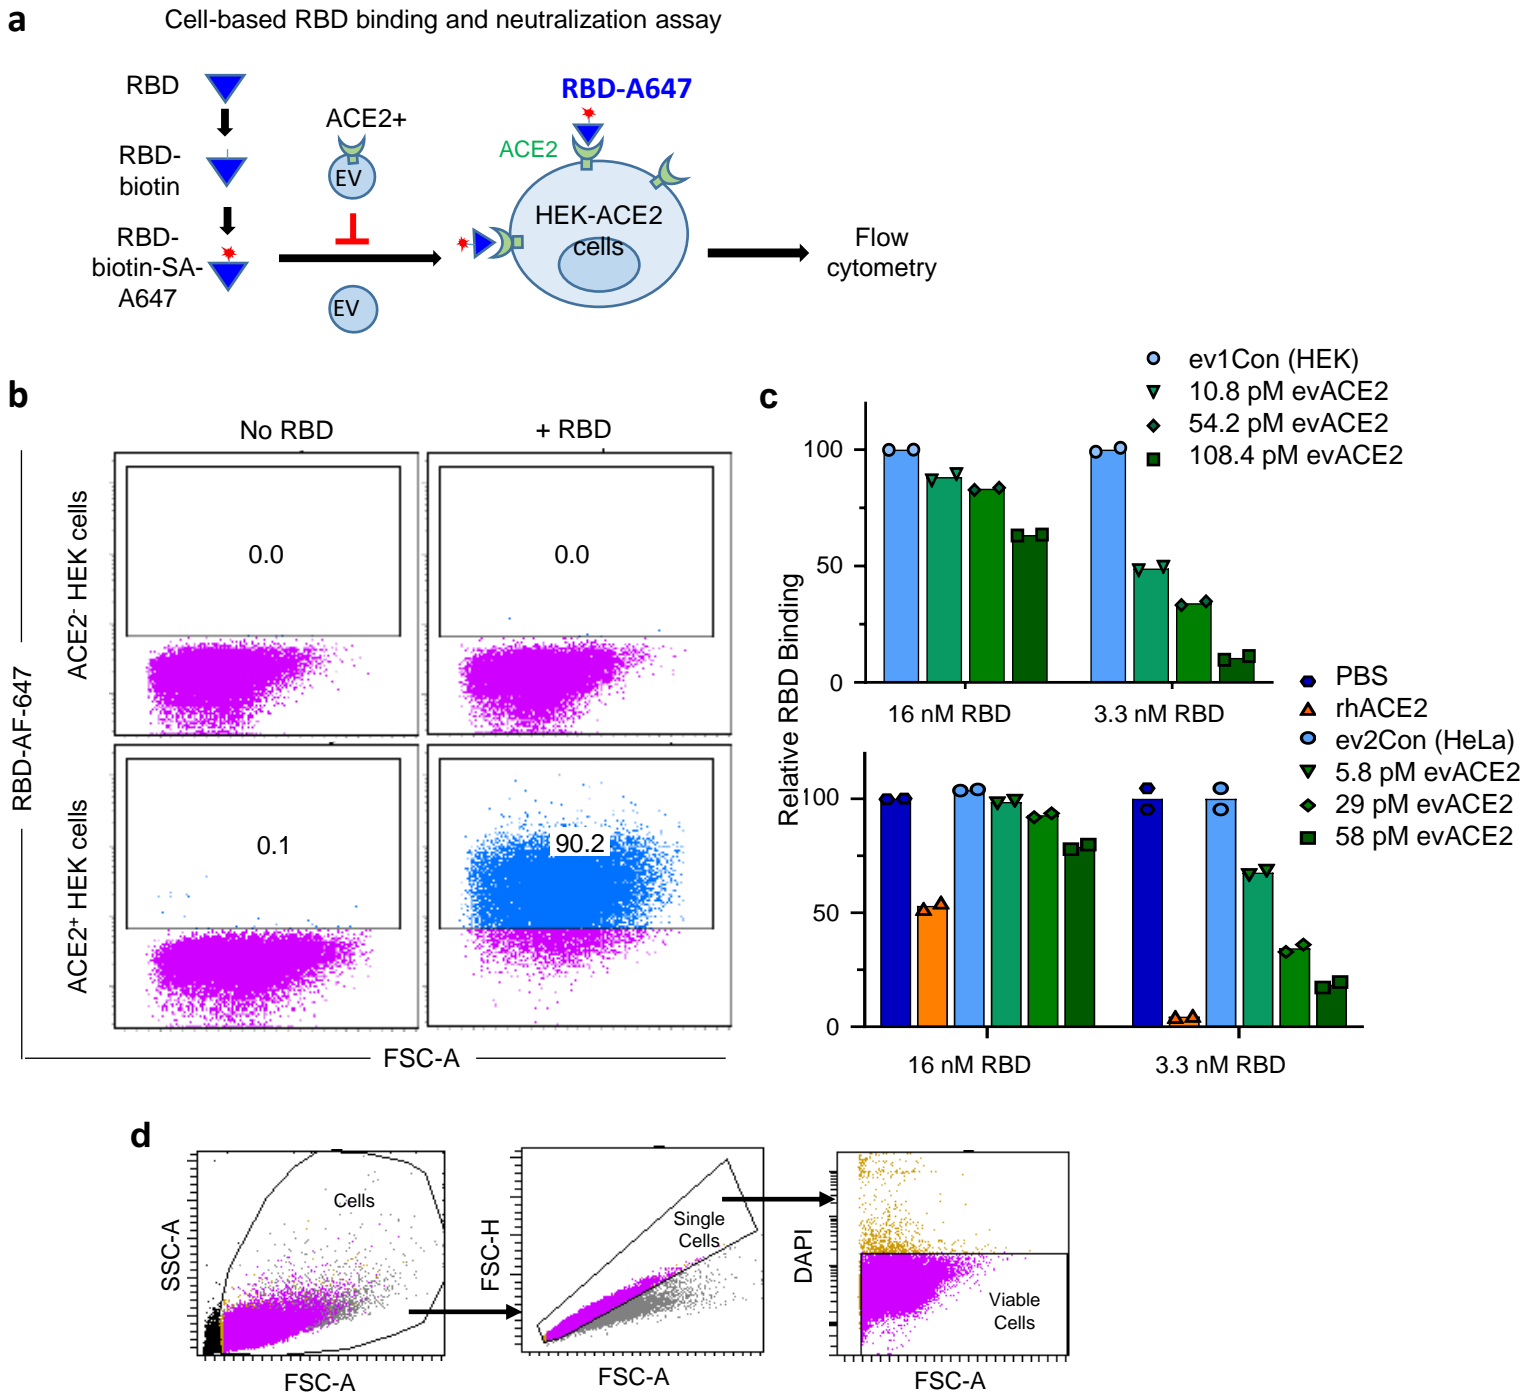 a
Cell-based RBD binding and neutralization assay
RBD
RBD-
biotin
RBD-
biotin-SA-
A647
ACE2+
EV
EV
RBD-A647
ACE2
HEK-ACE2
cells
Flow
cytometry
b
No RBD
+ RBD
RBD-AF-647
ACE2- HEK cells
ACE2+ HEK cells
0.0
0.0
0.1
90.2
FSC-A
c
ev1Con (HEK)
10.8 pM evACE2
54.2 pM evACE2
108.4 pM evACE2
Relative RBD Binding
100
50
0
16 nM RBD
3.3 nM RBD
PBS
rhACE2
ev2Con (HeLa)
5.8 pM evACE2
29 pM evACE2
58 pM evACE2
100
50
0
16 nM RBD
3.3 nM RBD
d
SSC-A
Cells
FSC-A
FSC-H
Single
Cells
FSC-A
DAPI
Viable
Cells
FSC-A